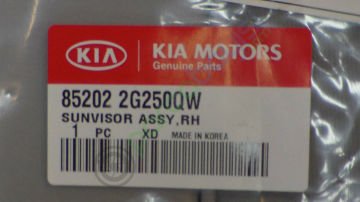 KIA KIA MOTORS
Genuine Parts
85202 2G250QW
SUNVISOR ASSY,RH
1 PC XD MADE IN KOREA